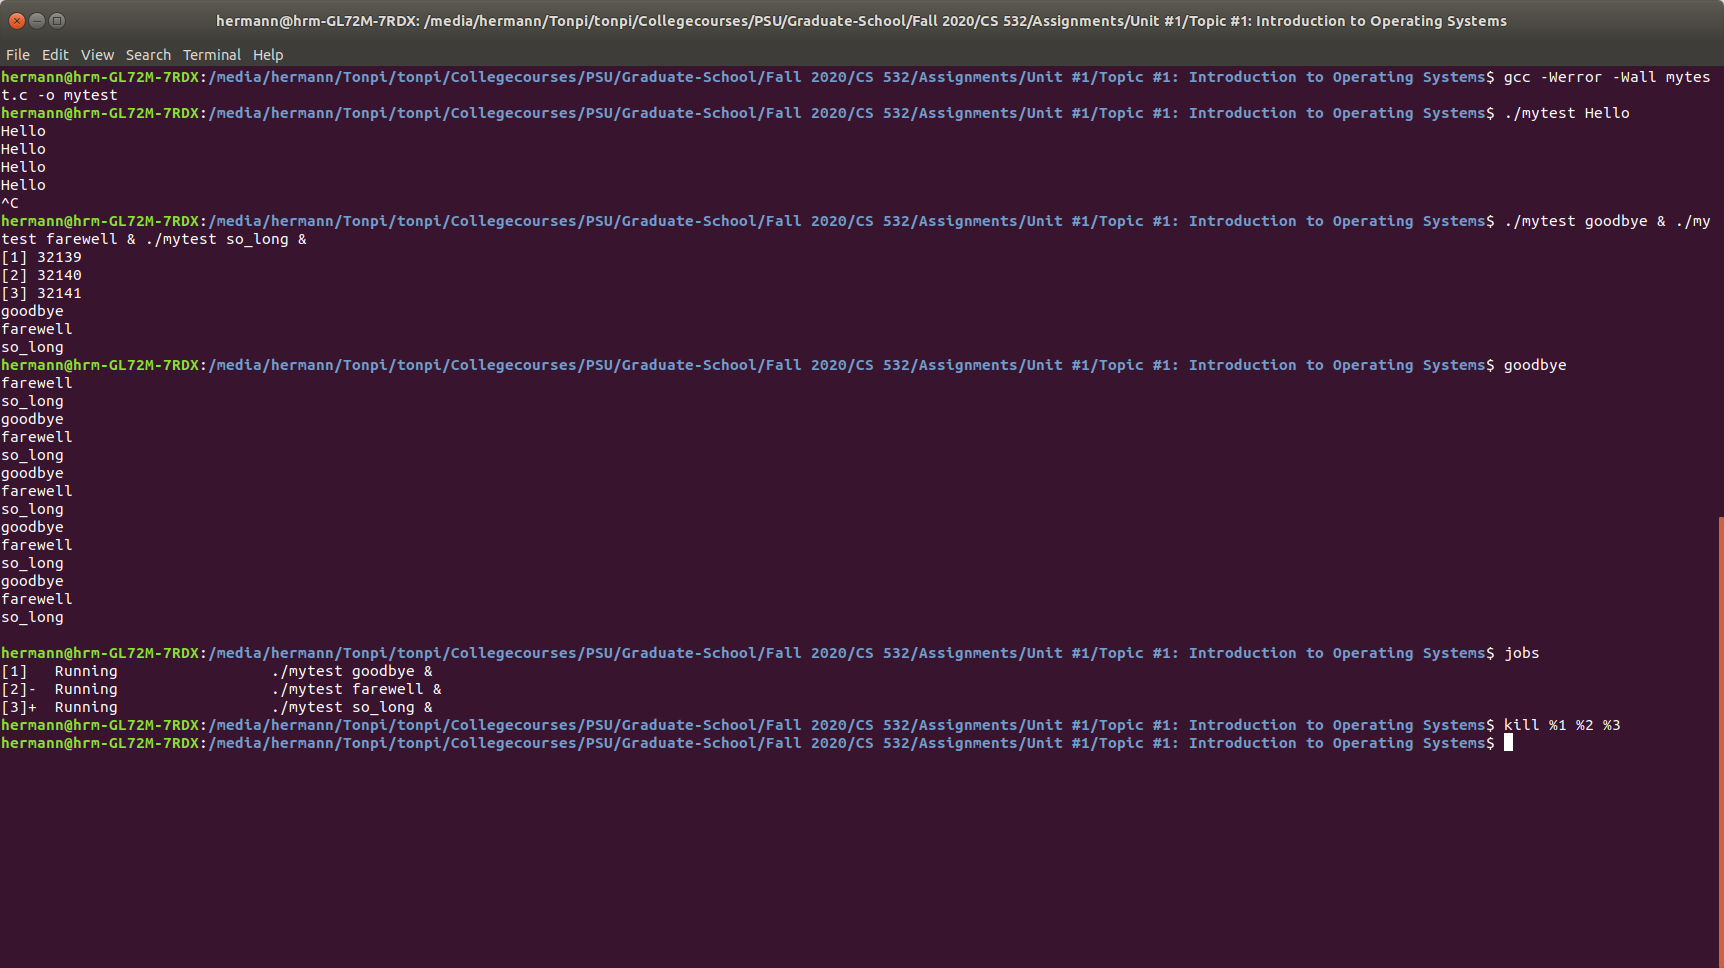 hermann@hrm-GL72M-7RDX: /media/hermann/Tonpi/tonpi/Collegecourses/PSU/Graduate-School/Fall 2020/CS 532/Assignments/Unit #1/Topic #1: Introduction to Operating Systems
File Edit View Search Terminal Help
hermann@hrm-GL72M-7RDX:/media/hermann/Tonpi/tonpi/Collegecourses/PSU/Graduate-School/Fall 2020/CS 532/Assignments/Unit #1/Topic #1: Introduction to Operating Systems$ gcc -Werror -Wall mytes
t.c -o mytest
hermann@hrm-GL72M-7RDX:/media/hermann/Tonpi/tonpi/Collegecourses/PSU/Graduate-School/Fall 2020/CS 532/Assignments/Unit #1/Topic #1: Introduction to Operating Systems$ ./mytest Hello
Hello
Hello
Hello
Hello
^C
hermann@hrm-GL72M-7RDX:/media/hermann/Tonpi/tonpi/Collegecourses/PSU/Graduate-School/Fall 2020/CS 532/Assignments/Unit #1/Topic #1: Introduction to Operating Systems$ ./mytest goodbye & ./my
test farewell & ./mytest so_long &
[1] 32139
[2] 32140
[3] 32141
goodbye
farewell
so_long
hermann@hrm-GL72M-7RDX:/media/hermann/Tonpi/tonpi/Collegecourses/PSU/Graduate-School/Fall 2020/CS 532/Assignments/Unit #1/Topic #1: Introduction to Operating Systems$ goodbye
farewell
so_long
goodbye
farewell
so_long
goodbye
farewell
so_long
goodbye
farewell
so_long
goodbye
farewell
so_long
hermann@hrm-GL72M-7RDX:/media/hermann/Tonpi/tonpi/Collegecourses/PSU/Graduate-School/Fall 2020/CS 532/Assignments/Unit #1/Topic #1: Introduction to Operating Systems$ jobs
[1]   Running                 ./mytest goodbye &
[2]-  Running                 ./mytest farewell &
[3]+  Running                 ./mytest so_long &
hermann@hrm-GL72M-7RDX:/media/hermann/Tonpi/tonpi/Collegecourses/PSU/Graduate-School/Fall 2020/CS 532/Assignments/Unit #1/Topic #1: Introduction to Operating Systems$ kill %1 %2 %3
hermann@hrm-GL72M-7RDX:/media/hermann/Tonpi/tonpi/Collegecourses/PSU/Graduate-School/Fall 2020/CS 532/Assignments/Unit #1/Topic #1: Introduction to Operating Systems$